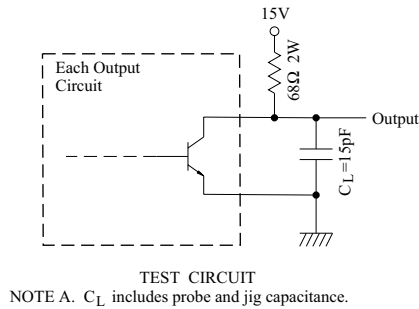 15V
68Ω 2W
Each Output
Circuit
Output
CL=15pF
TEST CIRCUIT
NOTE A. CL includes probe and jig capacitance.